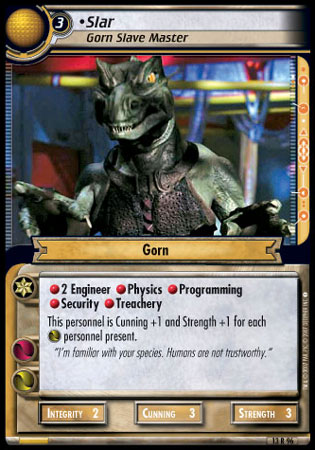 3
•Slar
Gorn Slave Master
Gorn
2 Engineer Physics Programming
Security Treachery
This personnel is Cunning +1 and Strength +1 for each
personnel present.
"I'm familiar with your species. Humans are not trustworthy."
INTEGRITY 2
CUNNING 3
STRENGTH 3
13 R 96